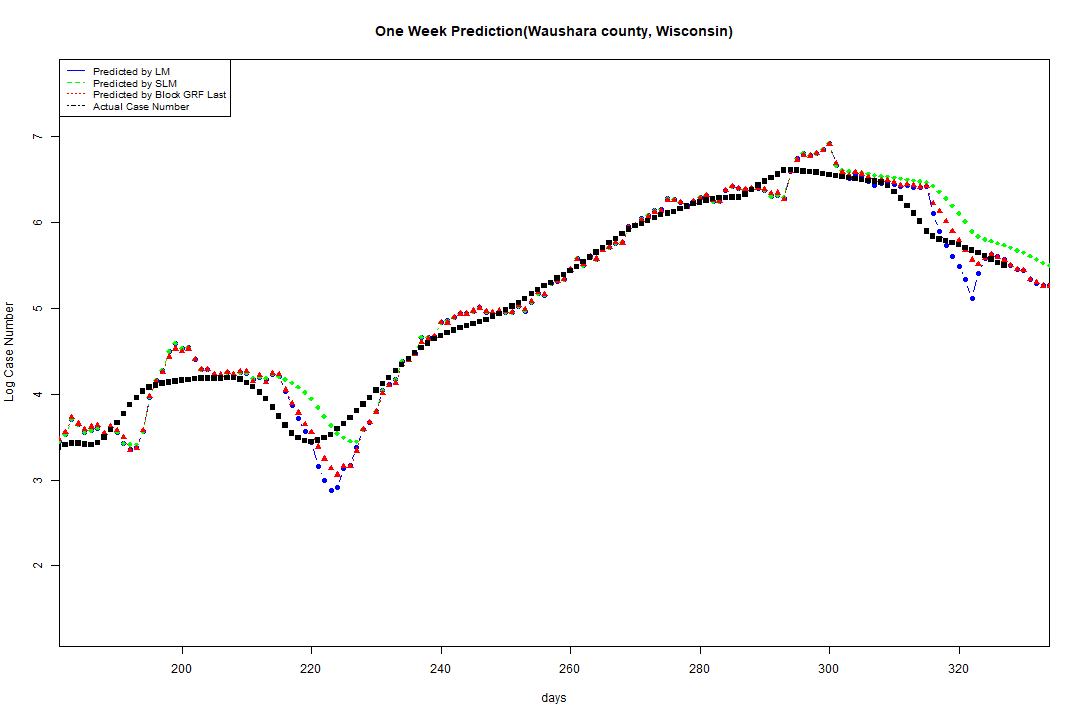 One Week Prediction(Waushara county, Wisconsin)
Predicted by LM
Predicted by SLM
Predicted by Block GRF Last
Actual Case Number
7
6
5
4
3
2
Log Case Number
200 220 240 260 280 300 320
days